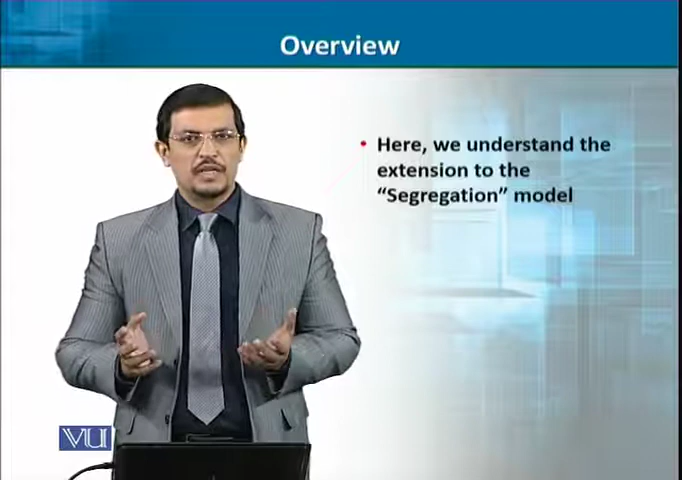 Overview
• Here, we understand the
extension to the
“Segregation” model
VU